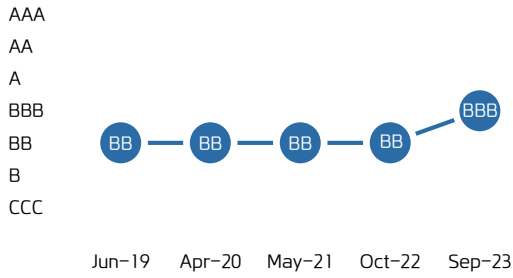 AAA
AA
A
BBB
BB
B
CCC
BB
BB
BB
BB
BBB
Jun–19
Apr–20
May–21
Oct–22
Sep–23